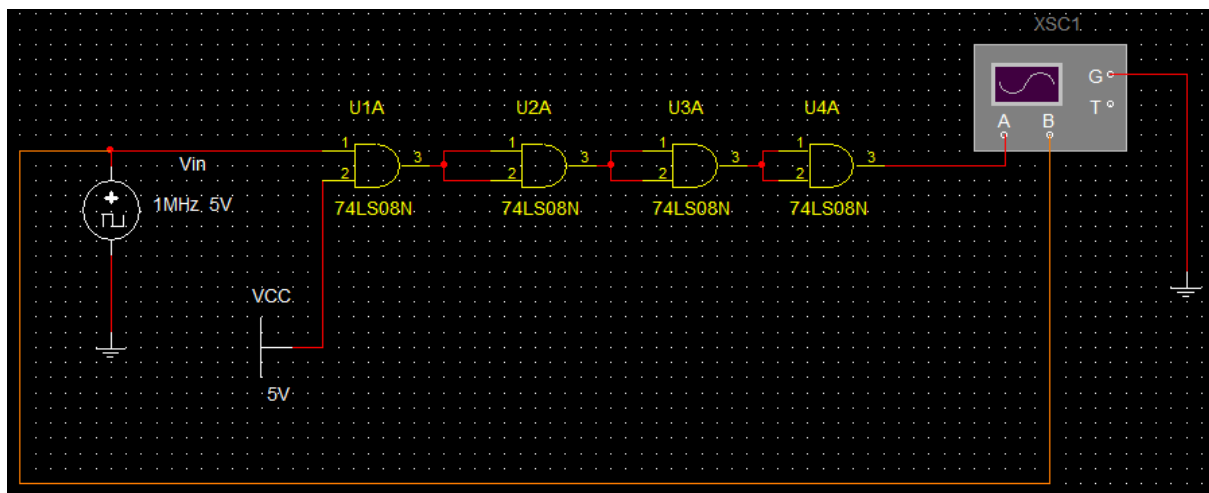 XSC1
G
T
A B
U1A U2A U3A U4A
1 1 1 1
3 3 3 3
2 2 2 2
74LS08N 74LS08N 74LS08N 74LS08N
Vin
1MHz 5V
VCC
5V